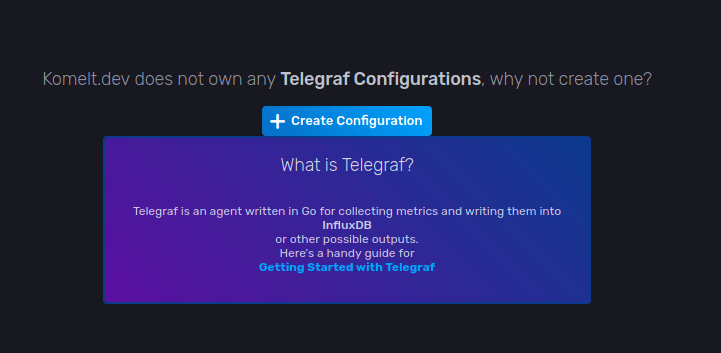 Komelt.dev does not own any Telegraf Configurations, why not create one?
Create Configuration
What is Telegraf?
Telegraf is an agent written in Go for collecting metrics and writing them into
InfluxDB
or other possible outputs.
Here's a handy guide for
Getting Started with Telegraf